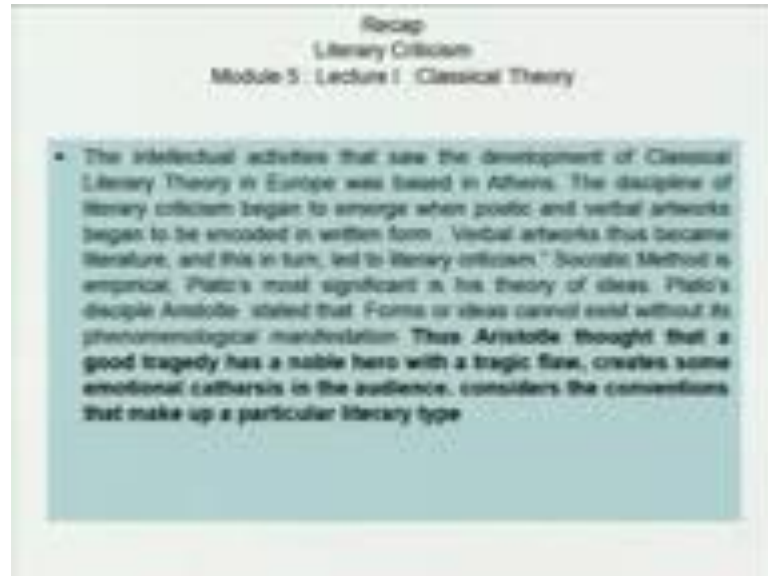 Recap
Literary Criticism
Module 5 Lecture I Classical Theory
• The intellectual activities that saw the development of Classical
Literary Theory in Europe was based in Athens. The discipline of
literary criticism began to emerge when poetic and verbal artworks
began to be encoded in written form . Verbal artworks thus became
literature, and this in turn, led to literary criticism." Socratic Method is
empirical, Plato's most significant is his theory of ideas. Plato's
disciple Aristotle stated that Forms or ideas cannot exist without its
phenomenological manifestation Thus Aristotle thought that a
good tragedy has a noble hero with a tragic flaw, creates some
emotional catharsis in the audience. considers the conventions
that make up a particular literary type